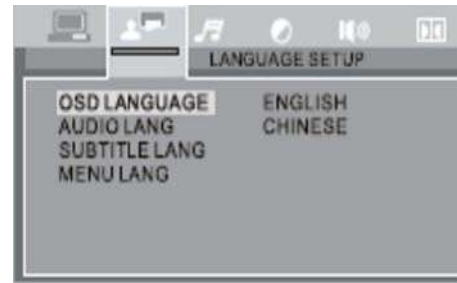 LANGUAGE SETUP
OSD LANGUAGE ENGLISH
AUDIO LANG CHINESE
SUBTITLE LANG
MENU LANG